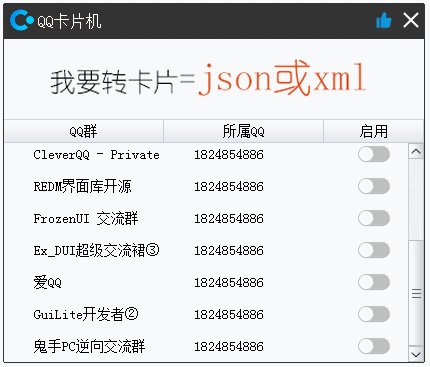 QQ卡片机
我要转卡片=json或xml
QQ群 所属QQ 启用
CleverQQ - Private 1824854886
REDM界面库开源 1824854886
FrozenUI 交流群 1824854886
Ex_DUI超级交流裙③ 1824854886
爱QQ 1824854886
GuiLite开发者② 1824854886
鬼手PC逆向交流群 1824854886